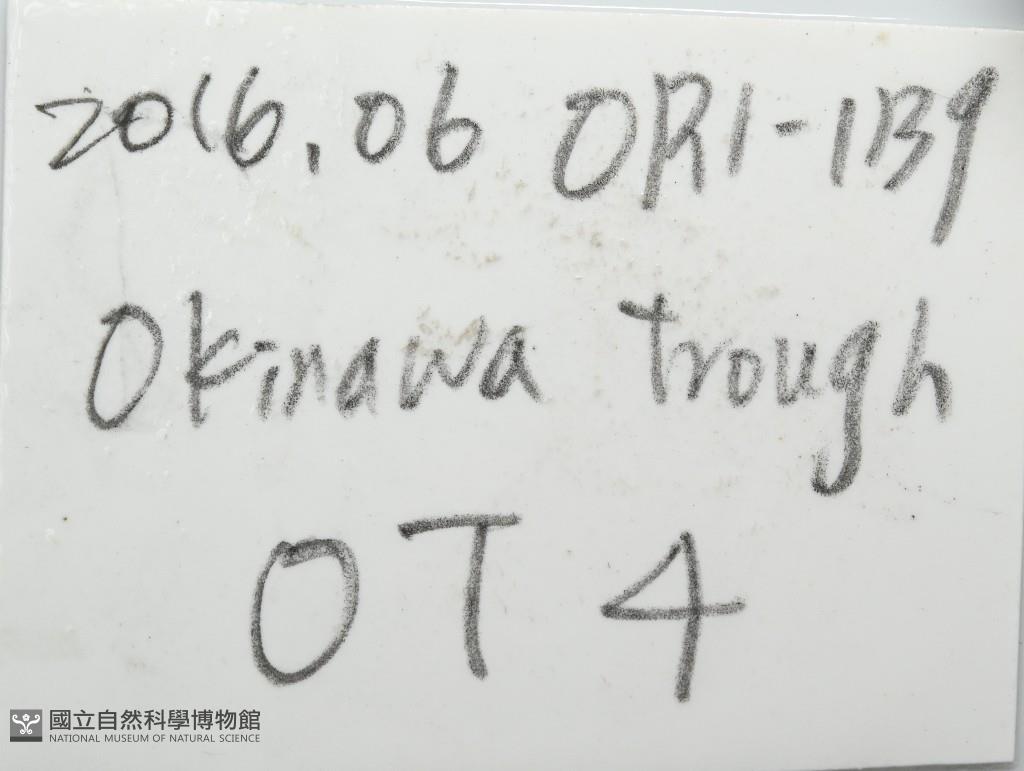 2016.06 OR1-1139
Okinawa trough
OT4
國立自然科學博物館
NATIONAL MUSEUM OF NATURAL SCIENCE